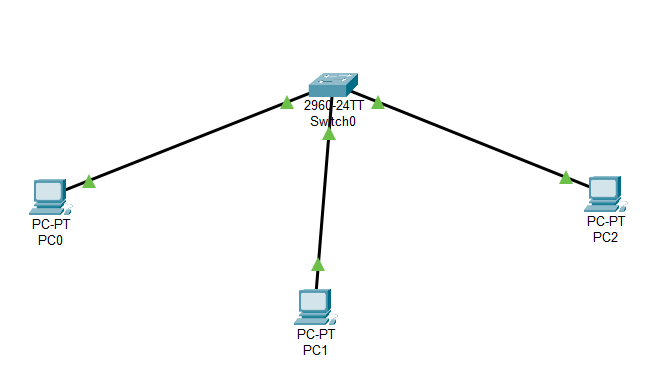 2960-24TT
Switch0
PC-PT
PC0
PC-PT
PC2
PC-PT
PC1